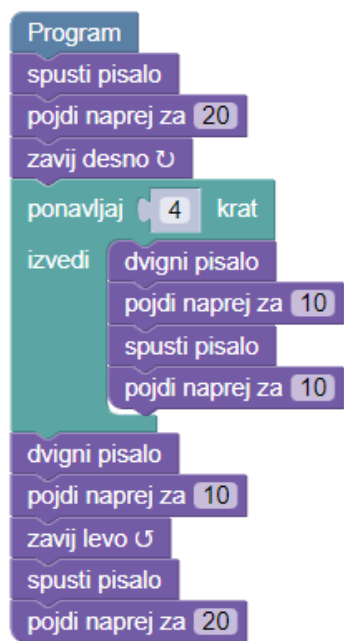 Program
spusti pisalo
pojdi naprej za 20
zavij desno ↻
ponavljaj 4 krat
izvedi dvigni pisalo
pojdi naprej za 10
spusti pisalo
pojdi naprej za 10
dvigni pisalo
pojdi naprej za 10
zavij levo ↺
spusti pisalo
pojdi naprej za 20